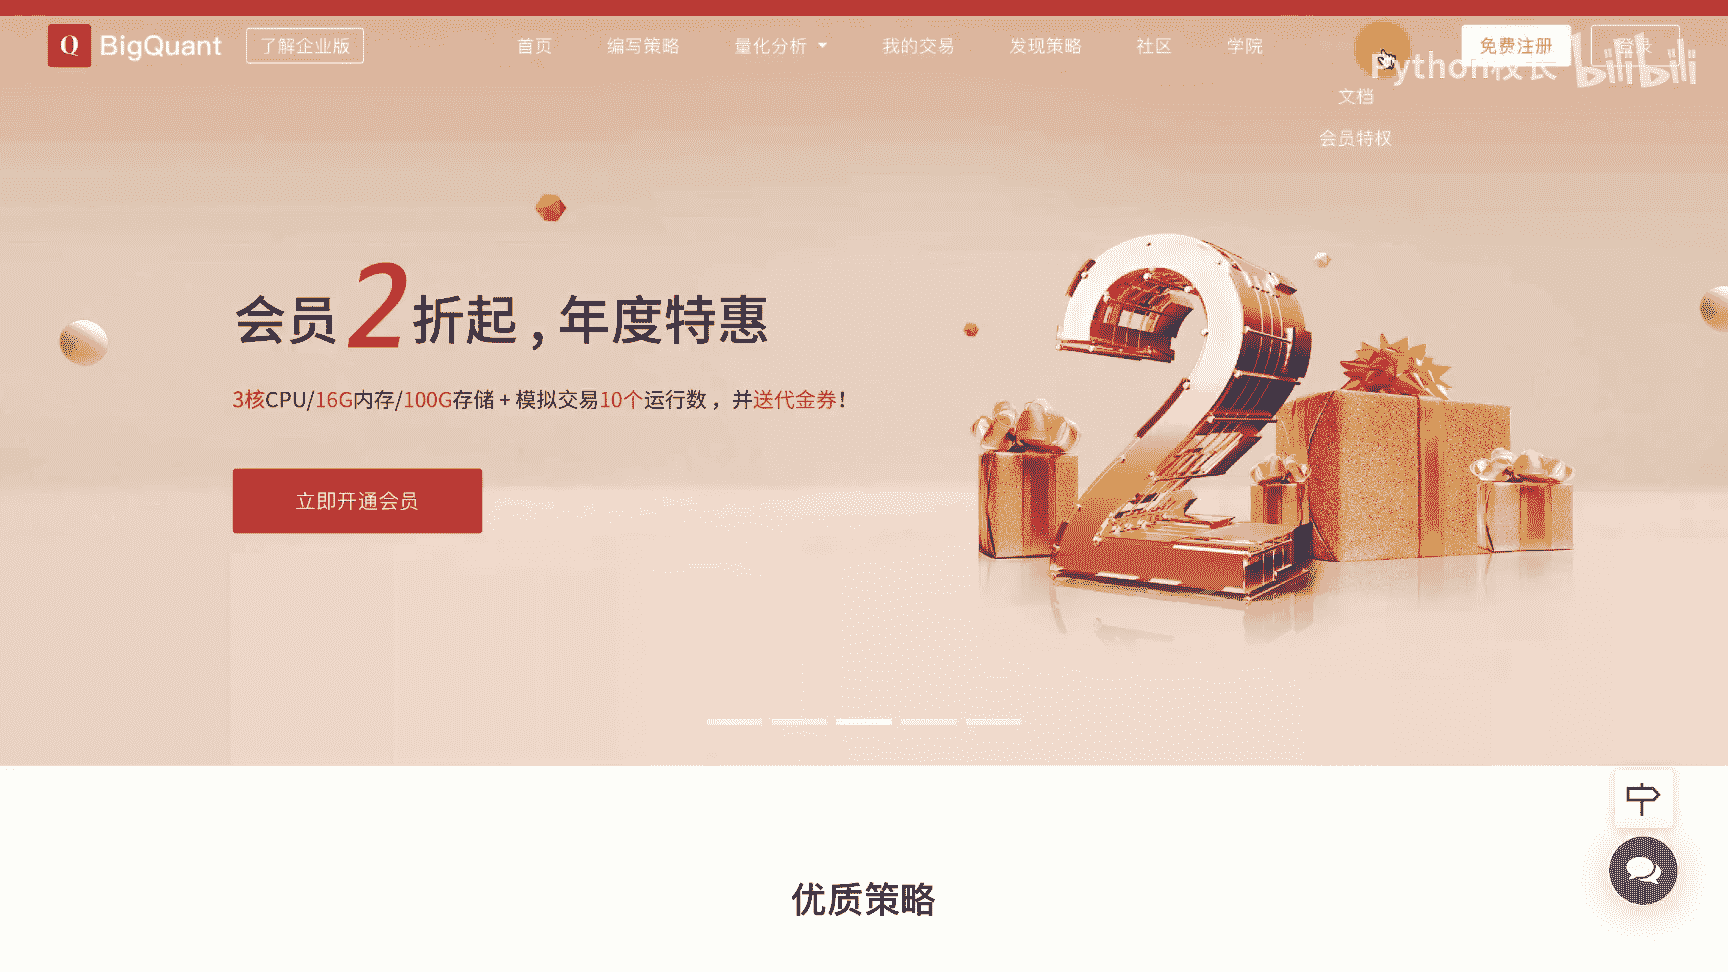 Q BigQuant 了解企业版 首页 编写策略 量化分析 我的交易 发现策略 社区 学院 免费注册 登录
Python校长 bilibili
文档
会员特权
会员2折起,年度特惠
3核CPU/16G内存/100G存储 + 模拟交易10个运行数，并送代金券!
立即开通会员
优质策略